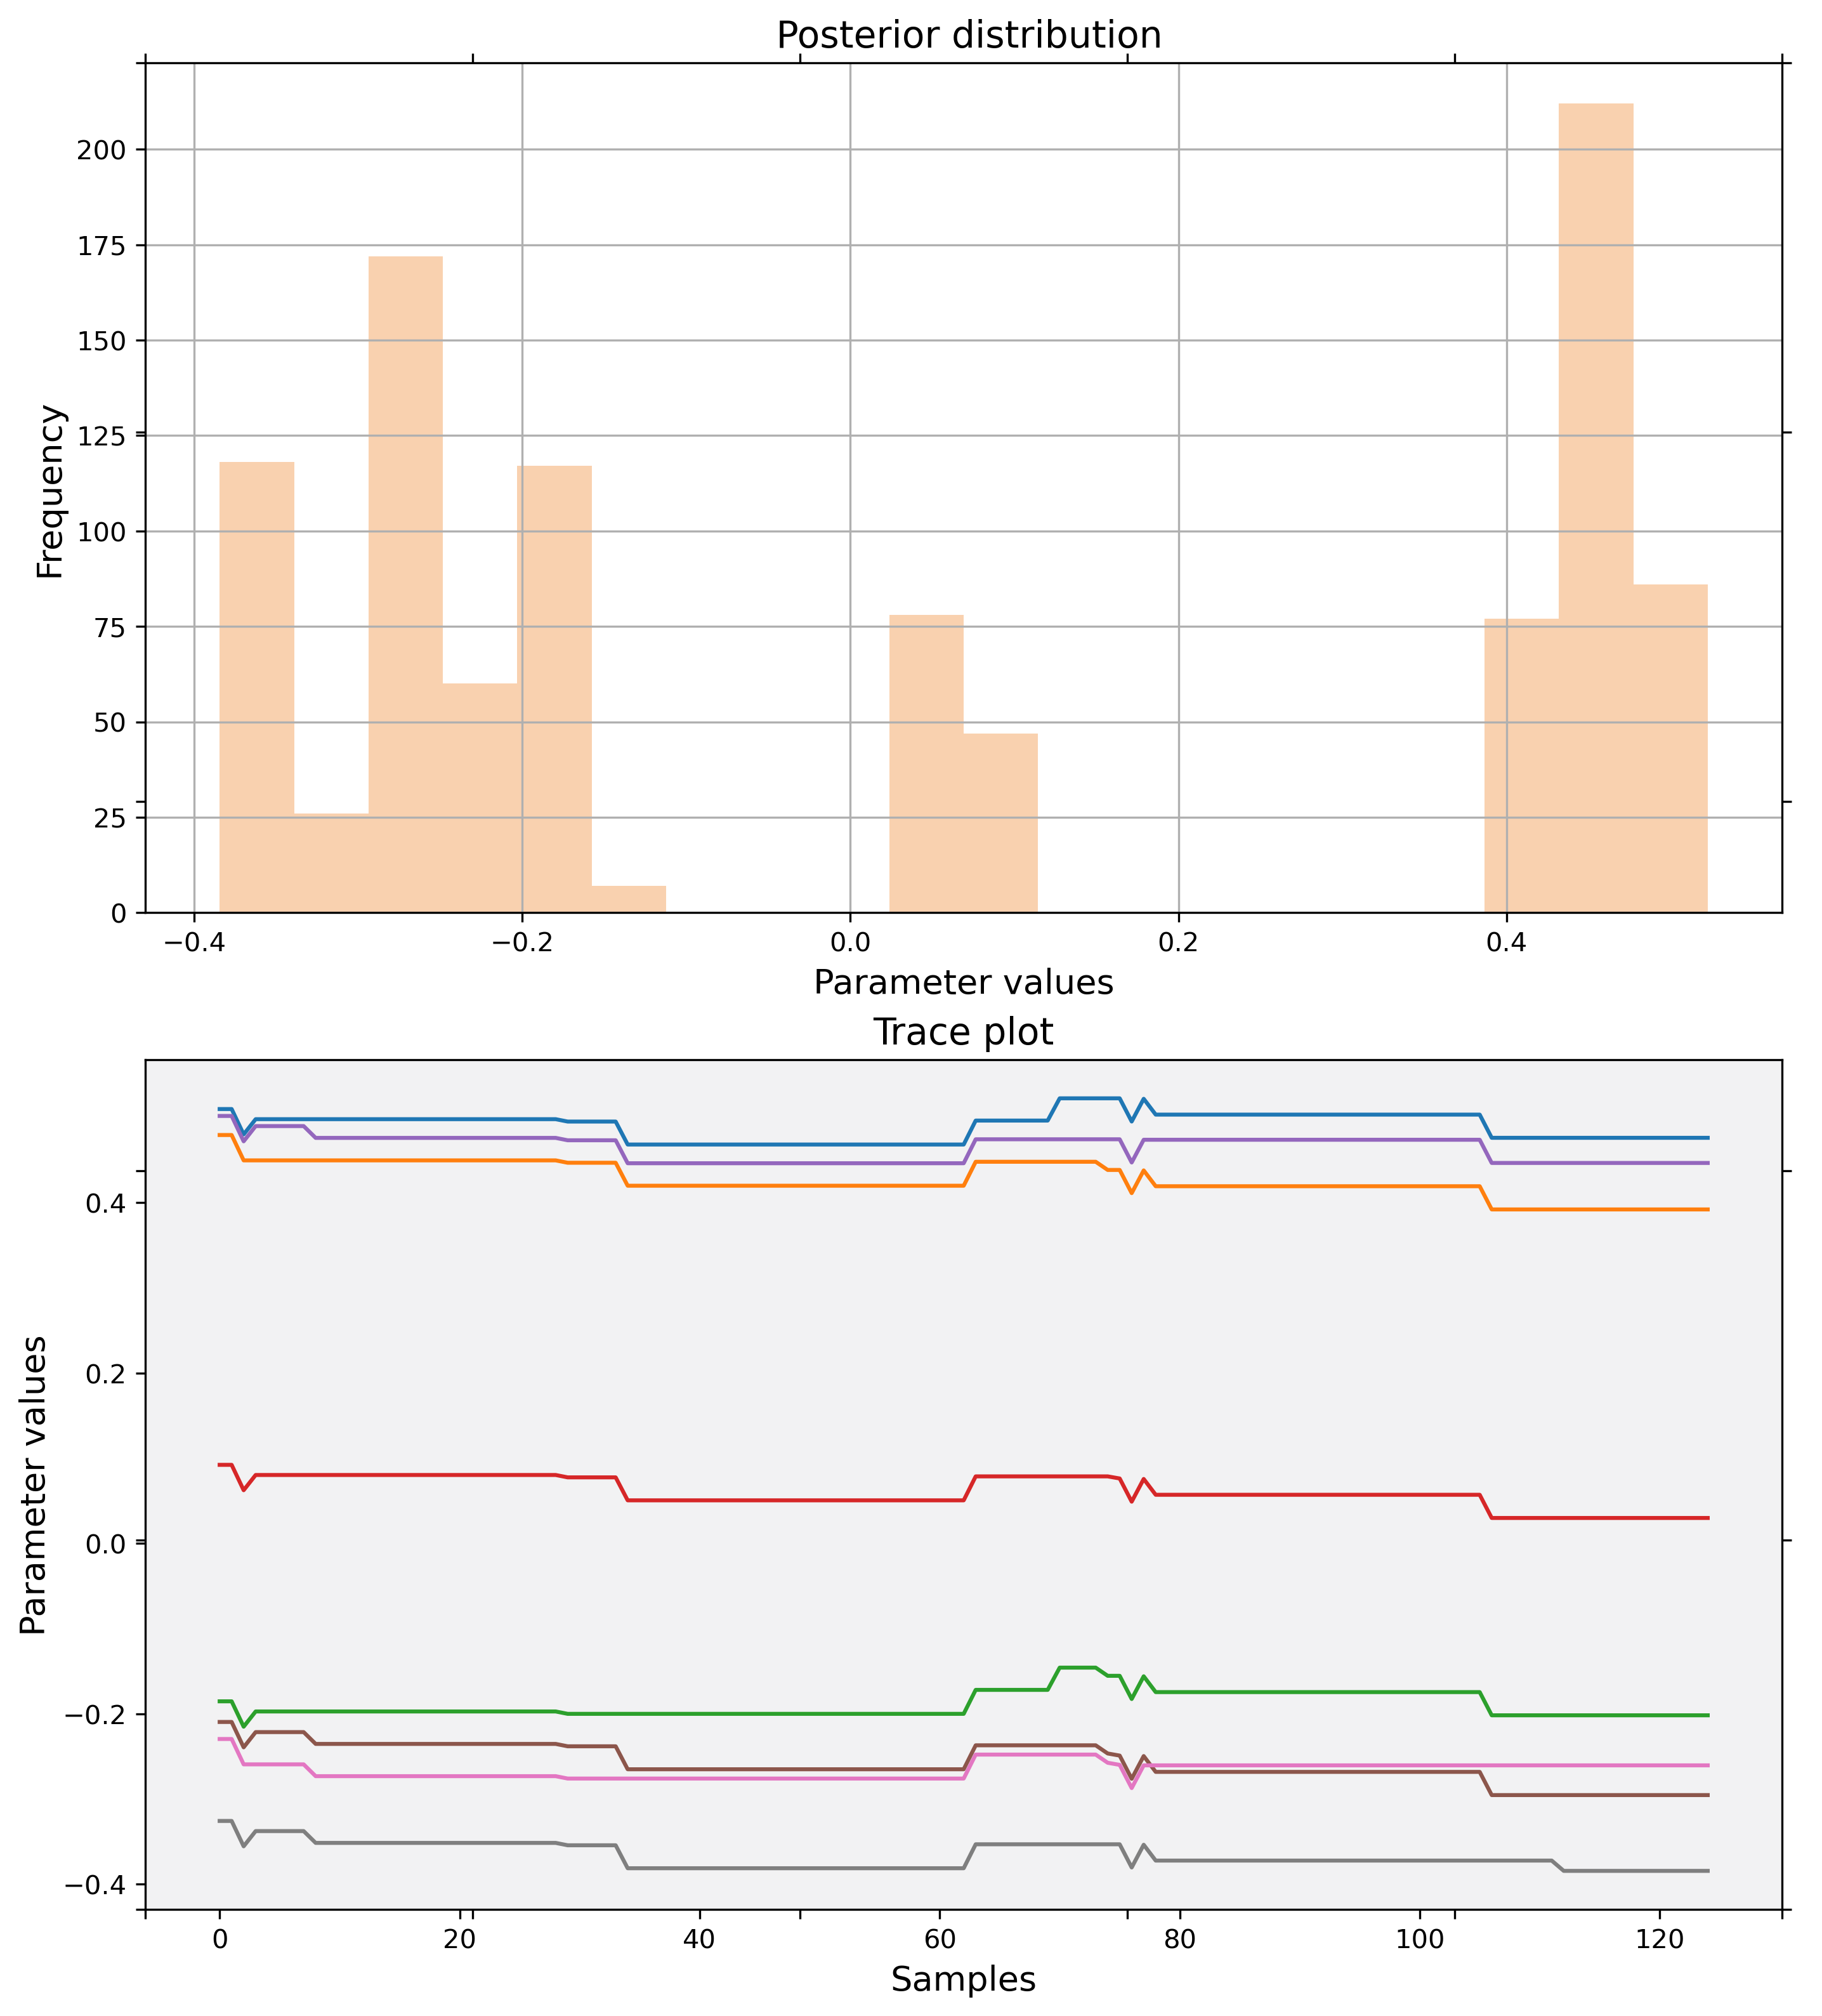 Posterior distribution
200
175
150
125
100
75
50
25
0
Frequency
−0.4 −0.2 0.0 0.2 0.4
Parameter values
Trace plot
0.4
0.2
0.0
−0.2
−0.4
Parameter values
0 20 40 60 80 100 120
Samples